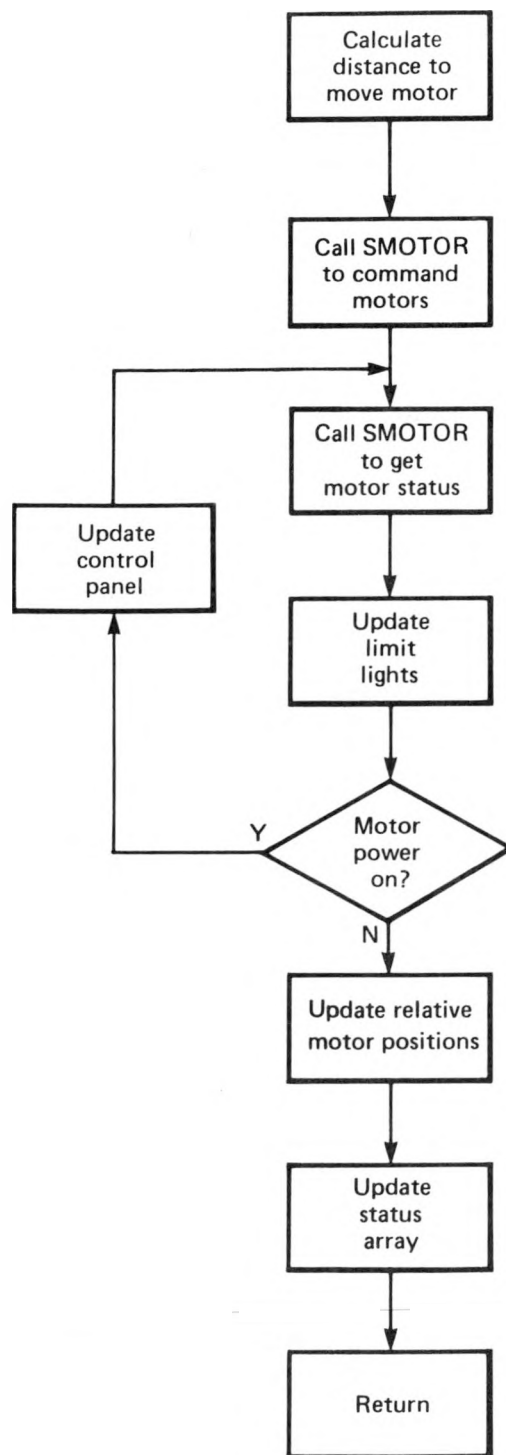 Calculate
distance to
move motor
Call SMOTOR
to command
motors
Call SMOTOR
to get
motor status
Update
control
panel
Update
limit
lights
Y
Motor
power
on?
N
Update relative
motor positions
Update
status
array
Return